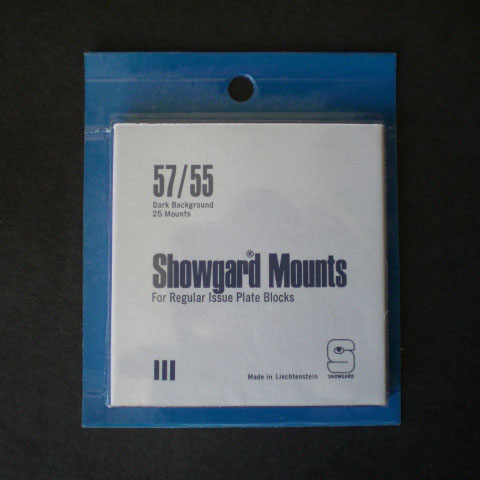 57/55
Dark Background
25 Mounts
Showgard® Mounts
For Regular Issue Plate Blocks
III
Made in Liechtenstein
S
SHOWGARD